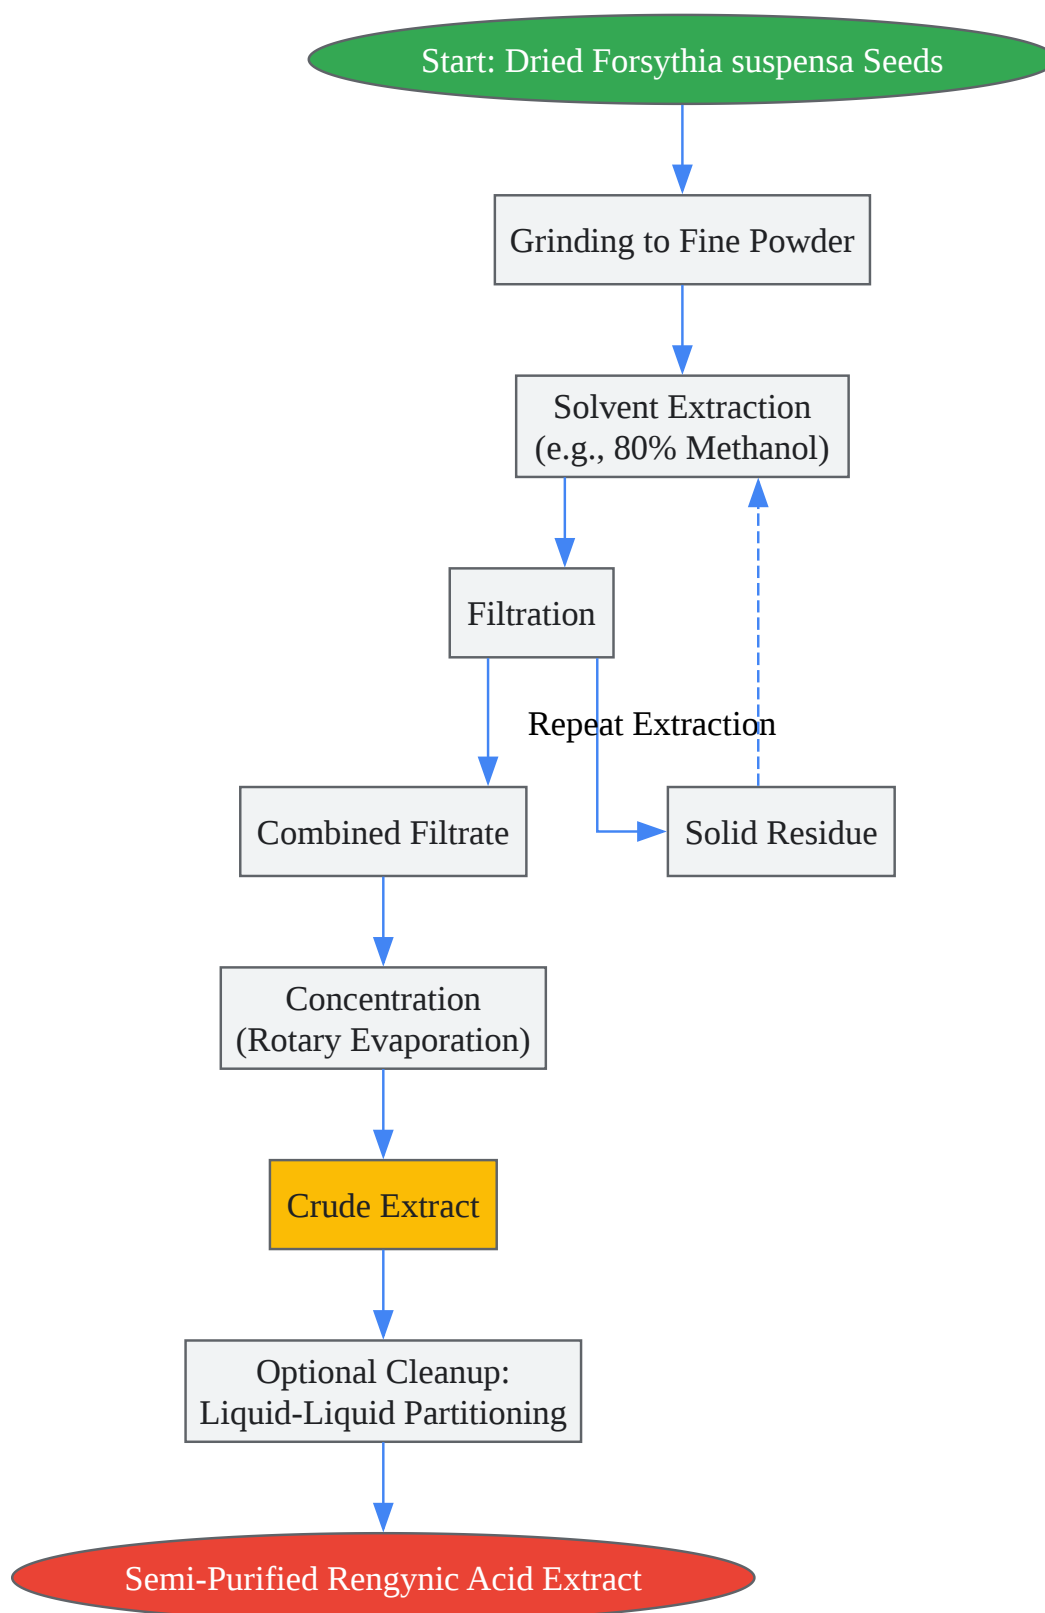 Start: Dried Forsythia suspensa Seeds
Grinding to Fine Powder
Solvent Extraction
(e.g., 80% Methanol)
Filtration
Repeat Extraction
Combined Filtrate
Solid Residue
Concentration
(Rotary Evaporation)
Crude Extract
Optional Cleanup:
Liquid-Liquid Partitioning
Semi-Purified Rengynic Acid Extract